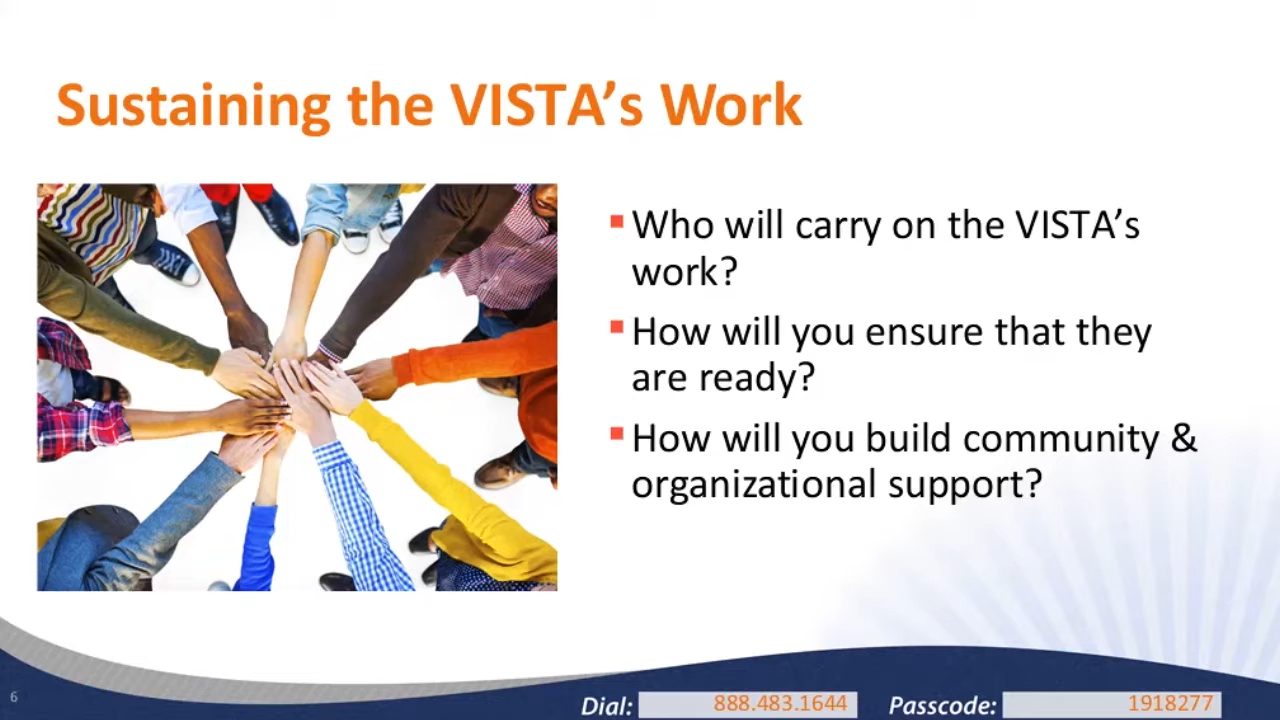 Sustaining the VISTA’s Work
▪Who will carry on the VISTA’s
work?
▪How will you ensure that they
are ready?
▪How will you build community &
organizational support?
6
Dial: 888.483.1644 Passcode: 1918277